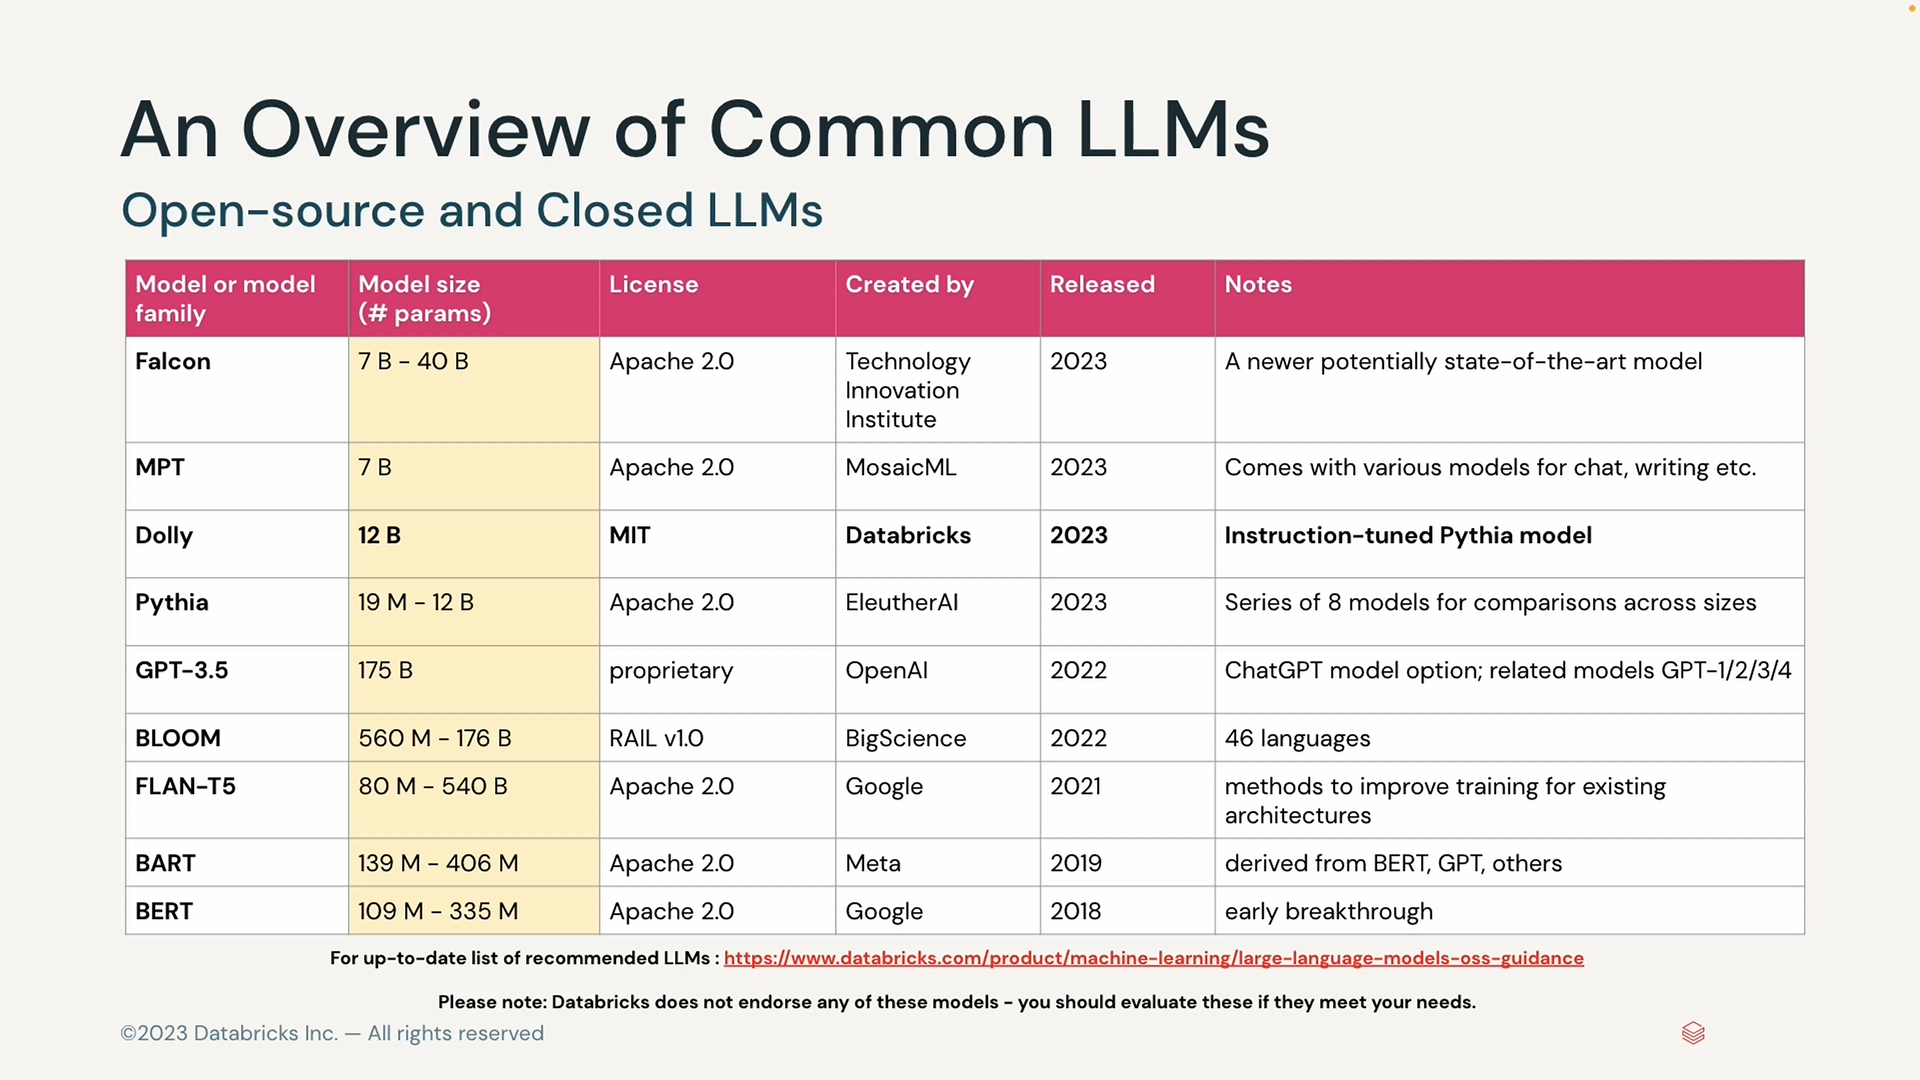 An Overview of Common LLMs
Open-source and Closed LLMs
Model or model family | Model size (# params) | License | Created by | Released | Notes
Falcon | 7 B – 40 B | Apache 2.0 | Technology Innovation Institute | 2023 | A newer potentially state-of-the-art model
MPT | 7 B | Apache 2.0 | MosaicML | 2023 | Comes with various models for chat, writing etc.
Dolly | 12 B | MIT | Databricks | 2023 | Instruction-tuned Pythia model
Pythia | 19 M – 12 B | Apache 2.0 | EleutherAI | 2023 | Series of 8 models for comparisons across sizes
GPT-3.5 | 175 B | proprietary | OpenAI | 2022 | ChatGPT model option; related models GPT-1/2/3/4
BLOOM | 560 M – 176 B | RAIL v1.0 | BigScience | 2022 | 46 languages
FLAN-T5 | 80 M – 540 B | Apache 2.0 | Google | 2021 | methods to improve training for existing architectures
BART | 139 M – 406 M | Apache 2.0 | Meta | 2019 | derived from BERT, GPT, others
BERT | 109 M – 335 M | Apache 2.0 | Google | 2018 | early breakthrough
For up-to-date list of recommended LLMs : https://www.databricks.com/product/machine-learning/large-language-models-oss-guidance
Please note: Databricks does not endorse any of these models – you should evaluate these if they meet your needs.
©2023 Databricks Inc. — All rights reserved